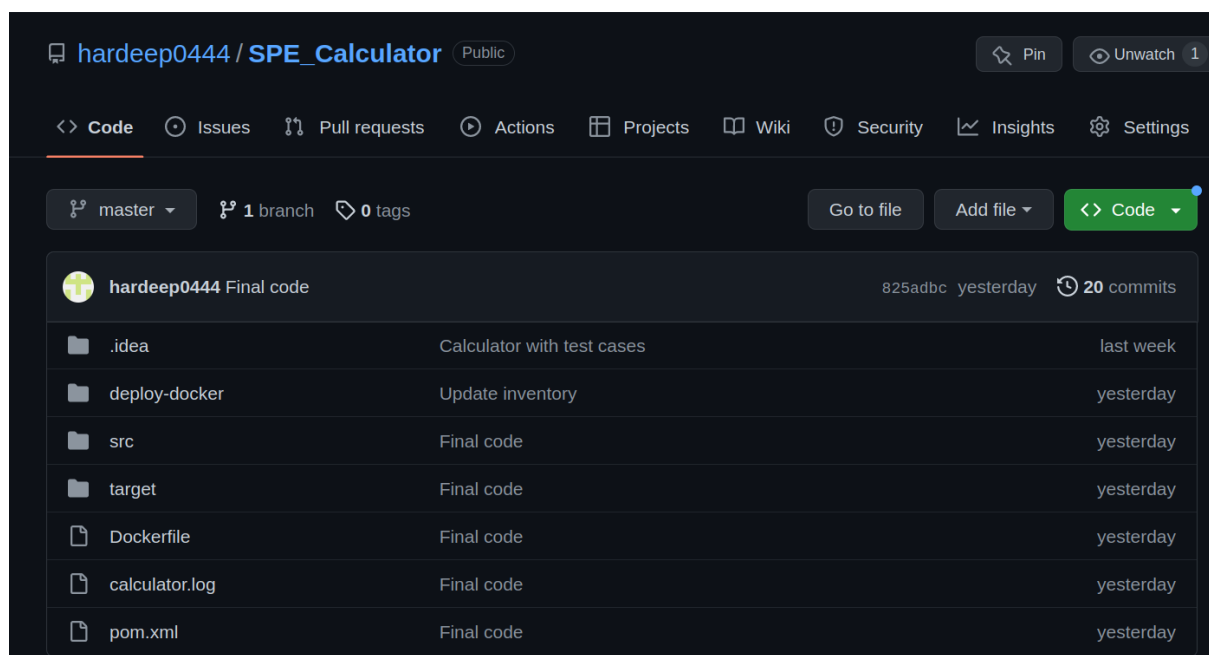 hardeep0444 / SPE_Calculator Public Pin Unwatch 1
Code Issues Pull requests Actions Projects Wiki Security Insights Settings
master 1 branch 0 tags Go to file Add file Code
hardeep0444 Final code 825adbc yesterday 20 commits
.idea Calculator with test cases last week
deploy-docker Update inventory yesterday
src Final code yesterday
target Final code yesterday
Dockerfile Final code yesterday
calculator.log Final code yesterday
pom.xml Final code yesterday